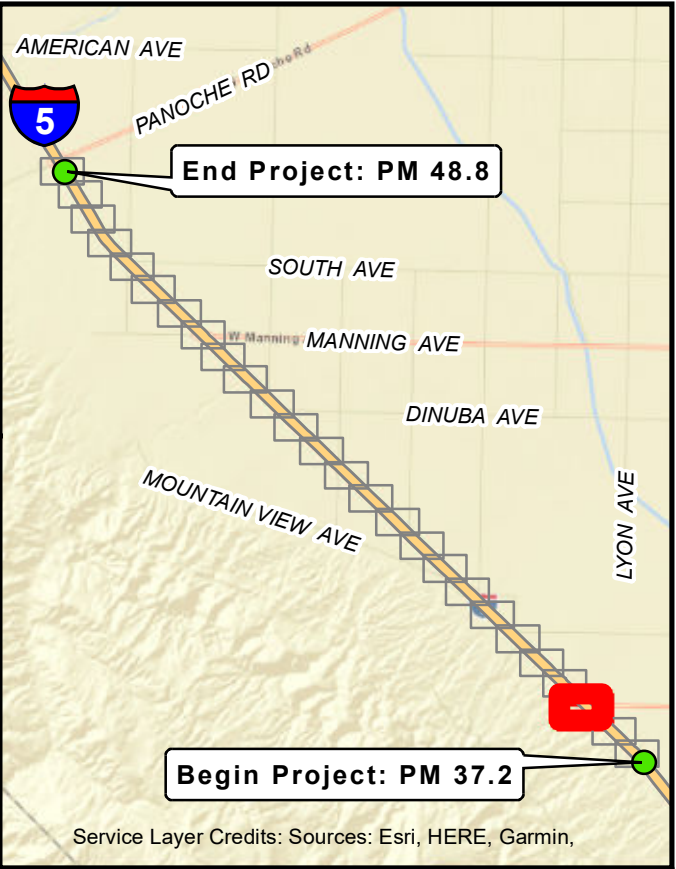 AMERICAN AVE
PANOCHE RD
5
End Project: PM 48.8
SOUTH AVE
W Manning
MANNING AVE
DINUBA AVE
MOUNTAIN VIEW AVE
LYON AVE
Begin Project: PM 37.2
Service Layer Credits: Sources: Esri, HERE, Garmin,